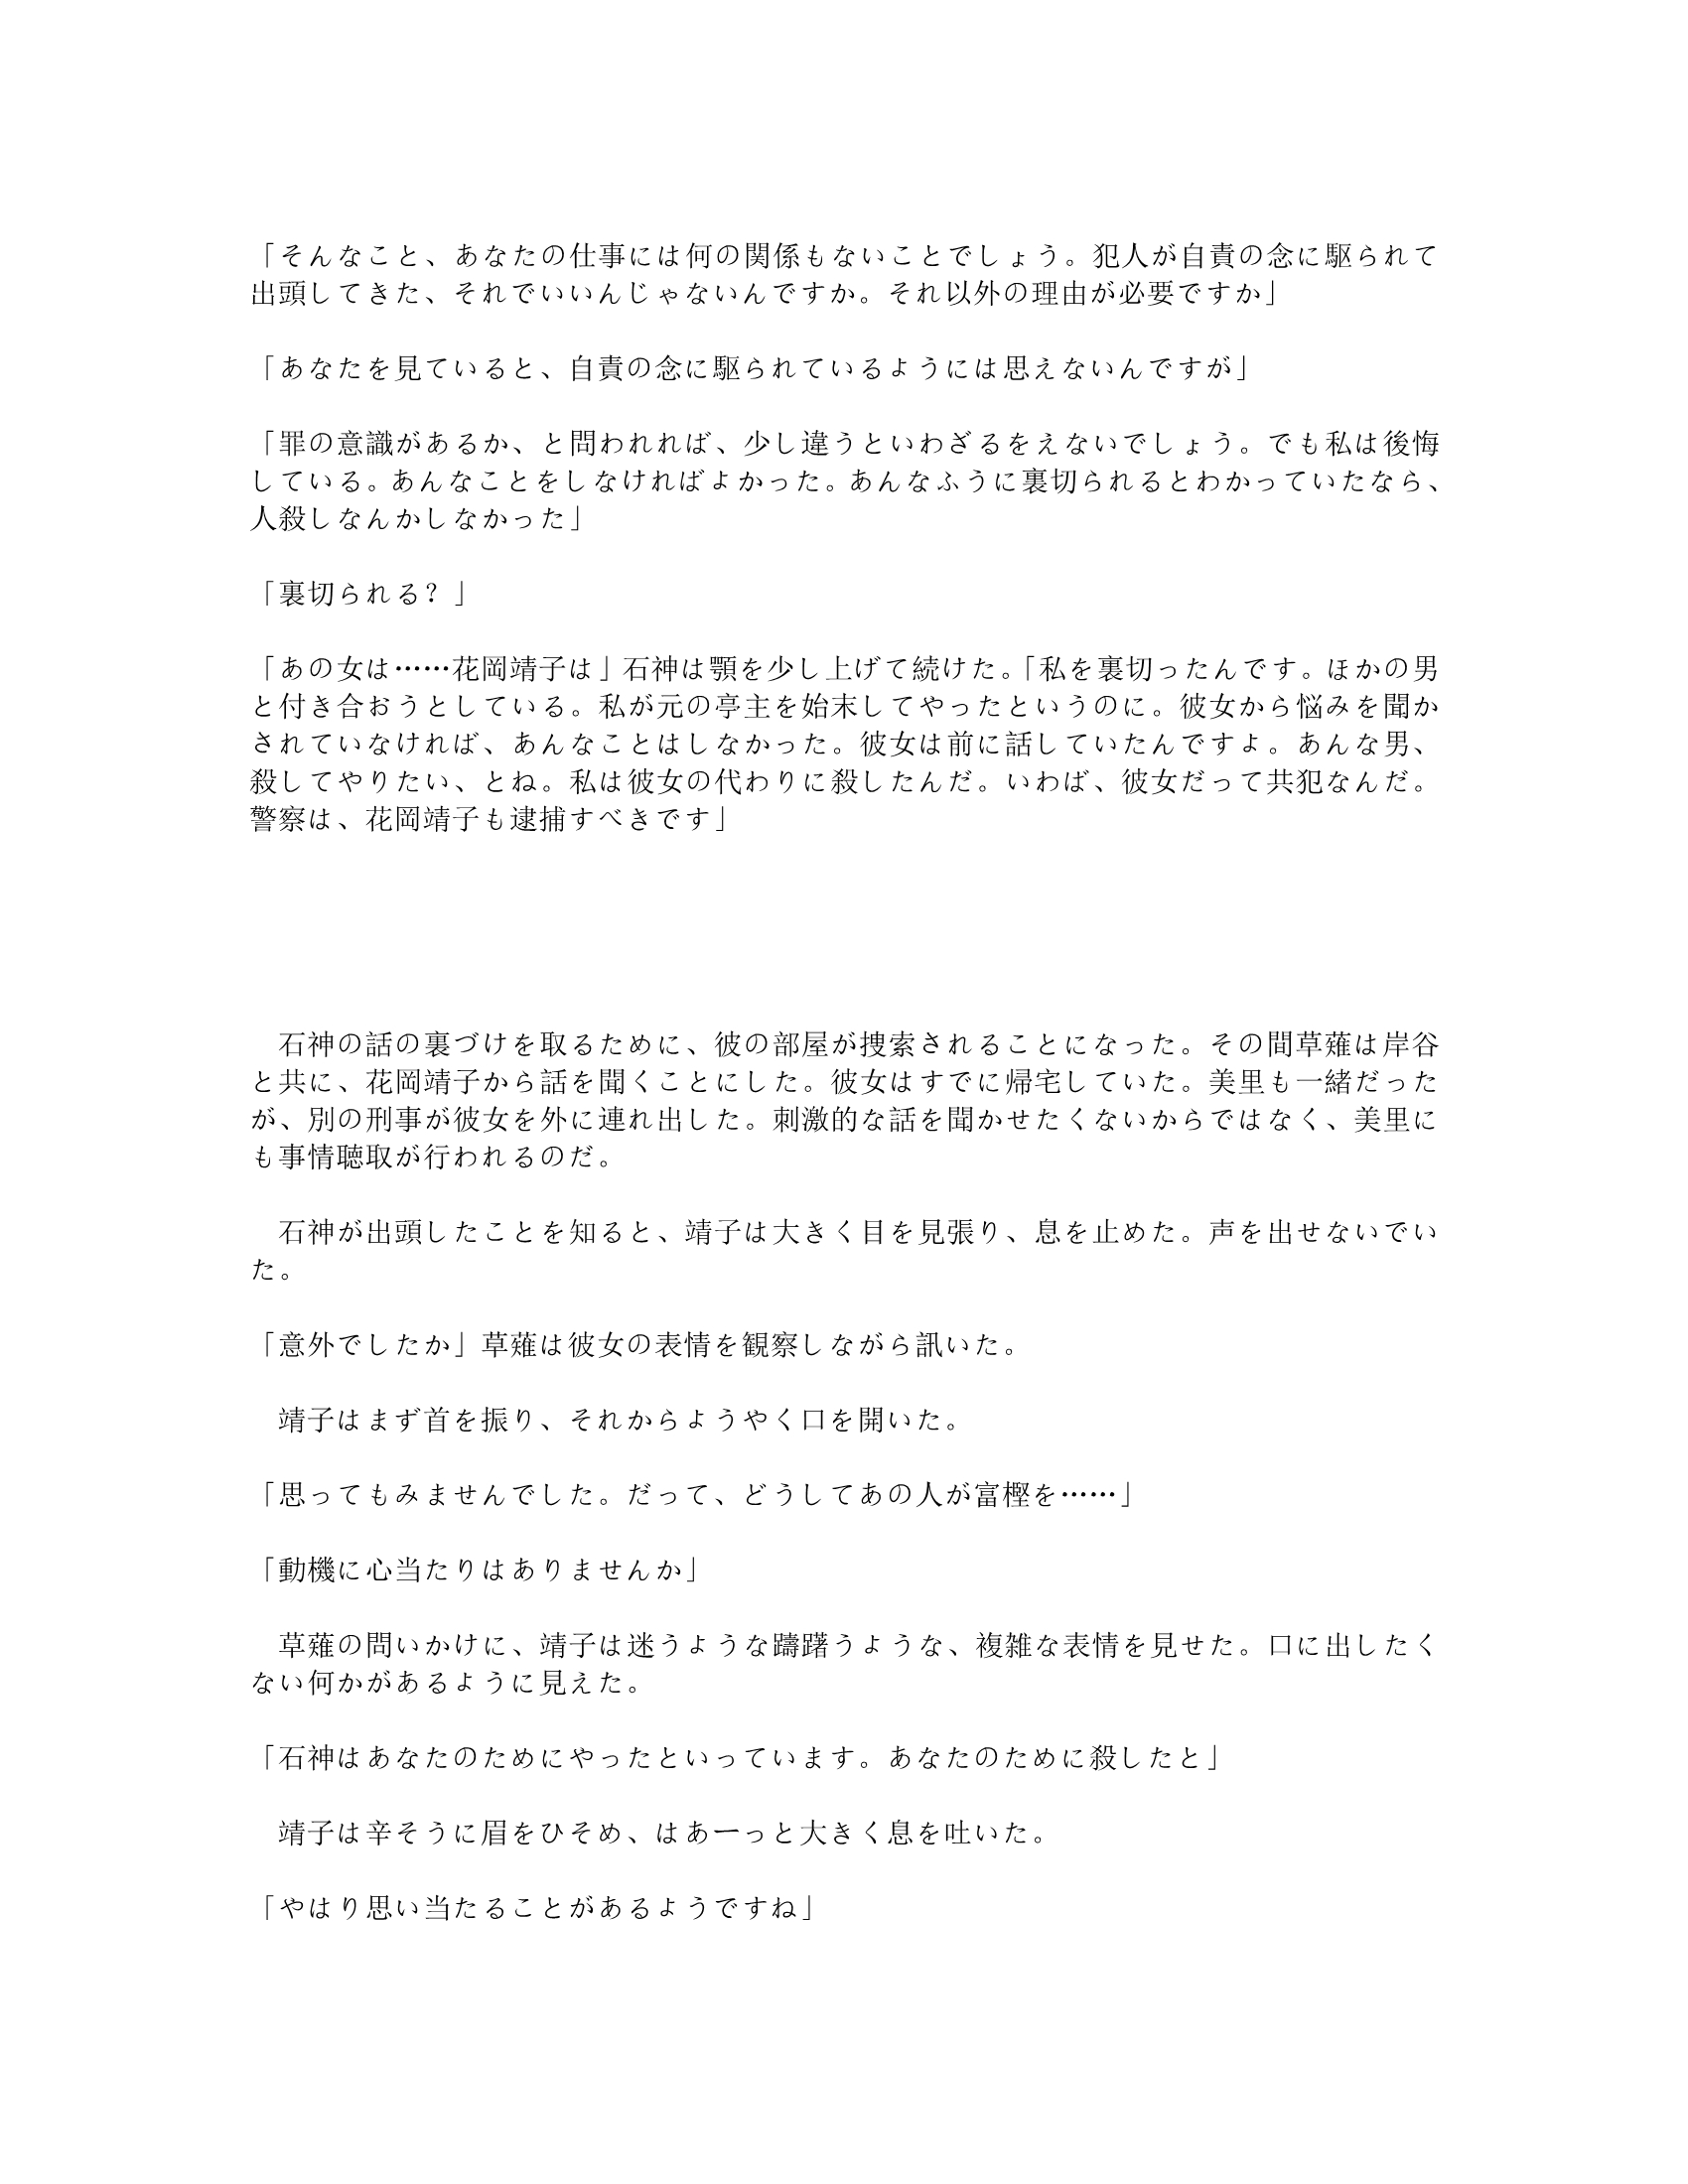 「そんなこと、あなたの仕事には何の関係もないことでしょう。犯人が自責の念に駆られて
出頭してきた、それでいいんじゃないんですか。それ以外の理由が必要ですか」
「あなたを見ていると、自責の念に駆られているようには思えないんですが」
「罪の意識があるか、と問われれば、少し違うといわざるをえないでしょう。でも私は後悔
している。あんなことをしなければよかった。あんなふうに裏切られるとわかっていたなら、
人殺しなんかしなかった」
「裏切られる？」
「あの女は……花岡靖子は」石神は顎を少し上げて続けた。「私を裏切ったんです。ほかの男
と付き合おうとしている。私が元の亭主を始末してやったというのに。彼女から悩みを聞か
されていなければ、あんなことはしなかった。彼女は前に話していたんですよ。あんな男、
殺してやりたい、とね。私は彼女の代わりに殺したんだ。いわば、彼女だって共犯なんだ。
警察は、花岡靖子も逮捕すべきです」
　石神の話の裏づけを取るために、彼の部屋が捜索されることになった。その間草薙は岸谷
と共に、花岡靖子から話を聞くことにした。彼女はすでに帰宅していた。美里も一緒だった
が、別の刑事が彼女を外に連れ出した。刺激的な話を聞かせたくないからではなく、美里に
も事情聴取が行われるのだ。
　石神が出頭したことを知ると、靖子は大きく目を見張り、息を止めた。声を出せないでい
た。
「意外でしたか」草薙は彼女の表情を観察しながら訊いた。
　靖子はまず首を振り、それからようやく口を開いた。
「思ってもみませんでした。だって、どうしてあの人が富樫を……」
「動機に心当たりはありませんか」
　草薙の問いかけに、靖子は迷うような躊躇うような、複雑な表情を見せた。口に出したく
ない何かがあるように見えた。
「石神はあなたのためにやったといっています。あなたのために殺したと」
　靖子は辛そうに眉をひそめ、はあーっと大きく息を吐いた。
「やはり思い当たることがあるようですね」